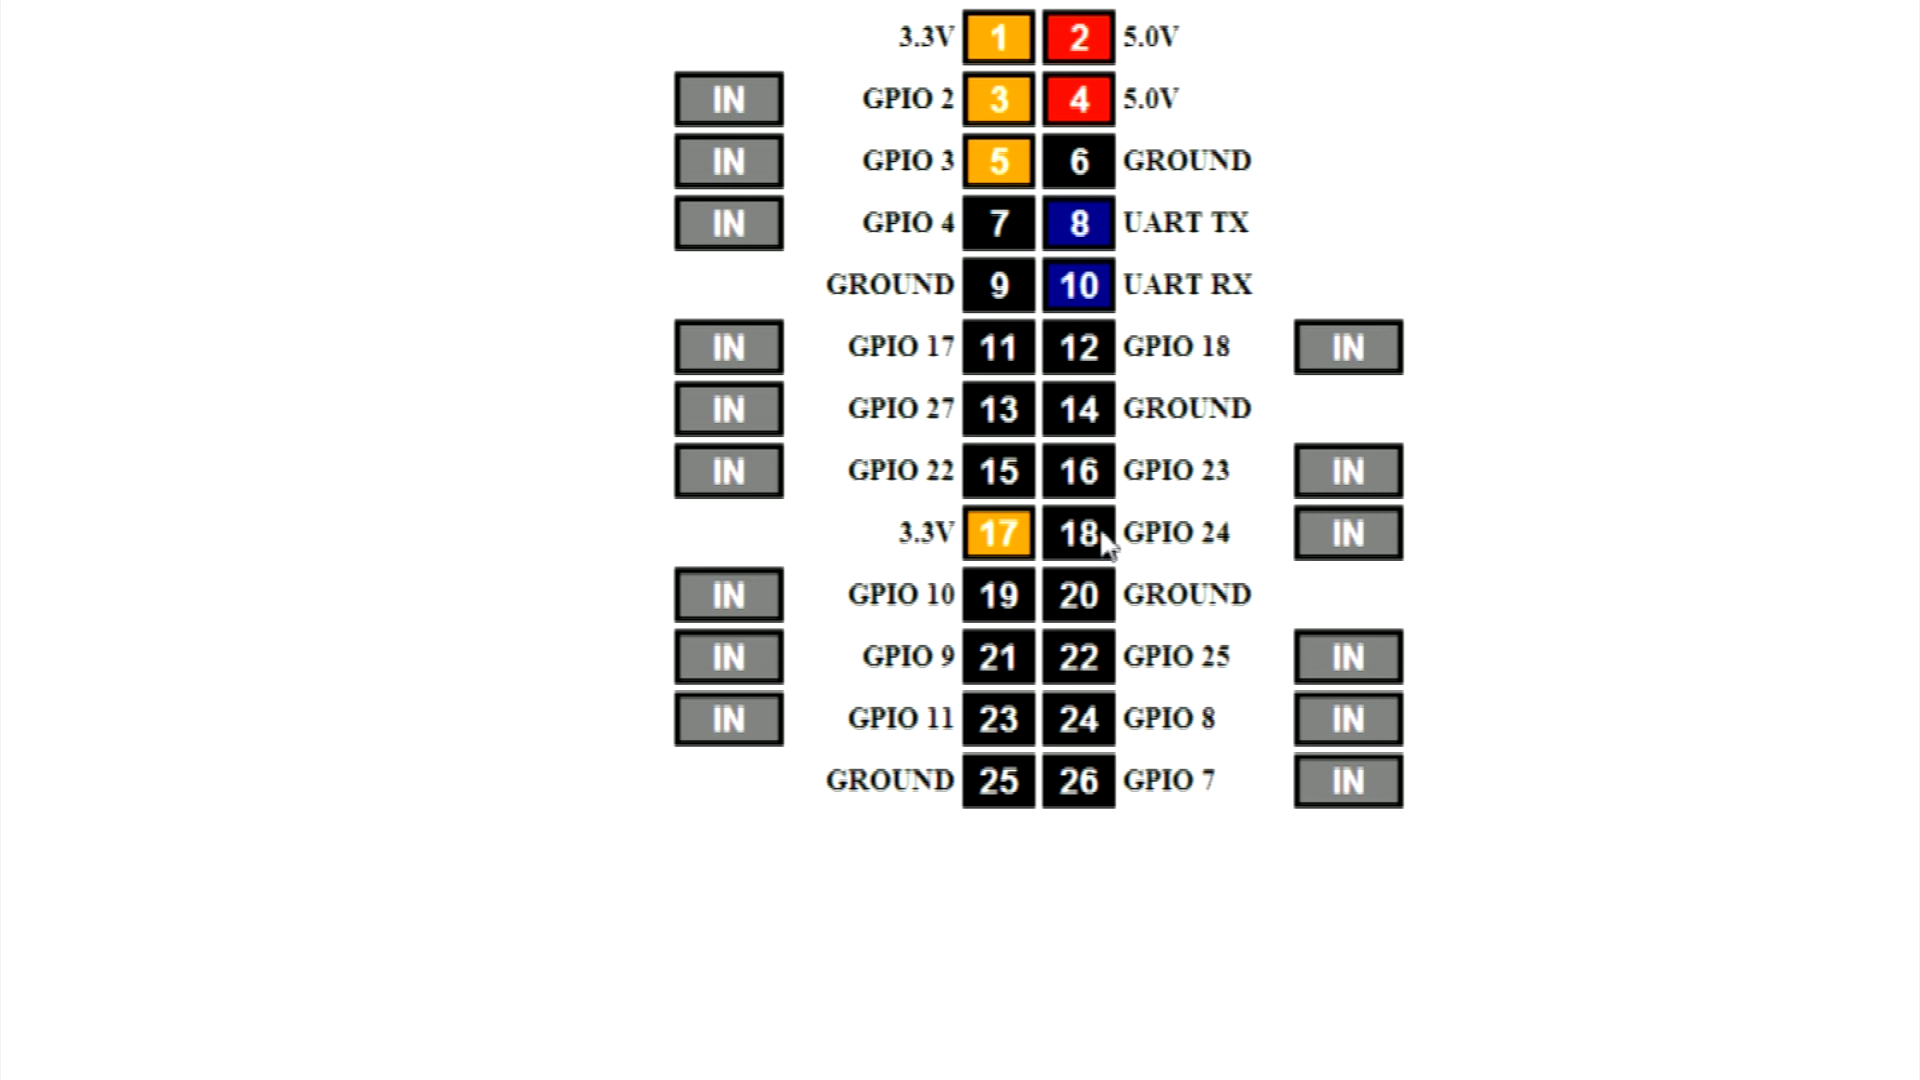 3.3V 1 2 5.0V
IN GPIO 2 3 4 5.0V
IN GPIO 3 5 6 GROUND
IN GPIO 4 7 8 UART TX
GROUND 9 10 UART RX
IN GPIO 17 11 12 GPIO 18 IN
IN GPIO 27 13 14 GROUND
IN GPIO 22 15 16 GPIO 23 IN
3.3V 17 18 GPIO 24 IN
IN GPIO 10 19 20 GROUND
IN GPIO 9 21 22 GPIO 25 IN
IN GPIO 11 23 24 GPIO 8 IN
GROUND 25 26 GPIO 7 IN